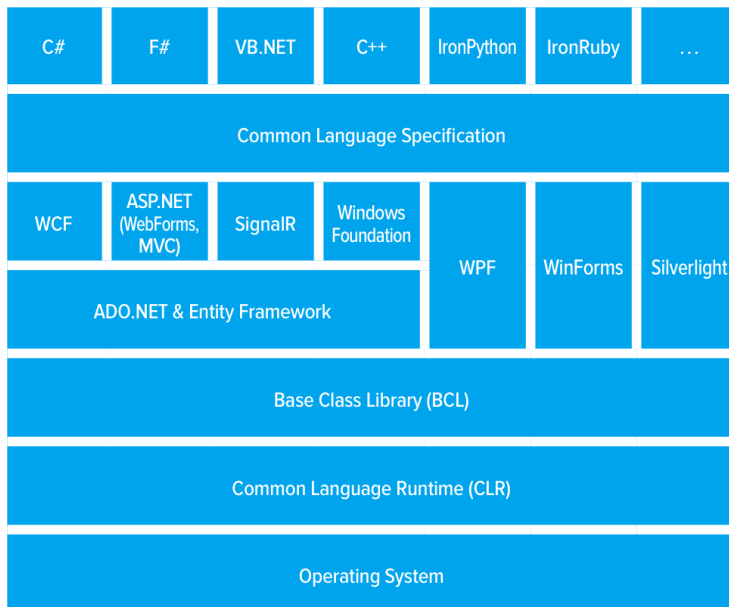 C#
F#
VB.NET
C++
IronPython
IronRuby
...
Common Language Specification
WCF
ASP.NET
(WebForms,
MVC)
SignalR
Windows
Foundation
WPF
WinForms
Silverlight
ADO.NET & Entity Framework
Base Class Library (BCL)
Common Language Runtime (CLR)
Operating System